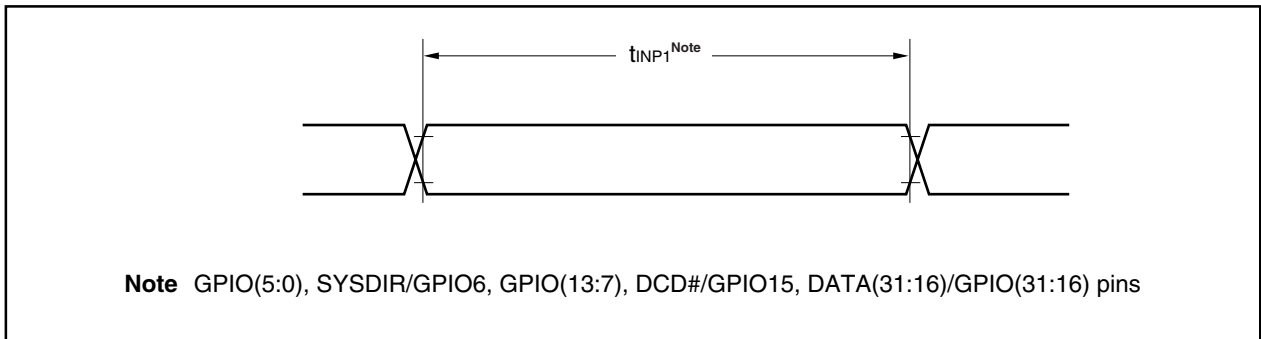 tINP1Note
Note GPIO(5:0), SYSDIR/GPIO6, GPIO(13:7), DCD#/GPIO15, DATA(31:16)/GPIO(31:16) pins